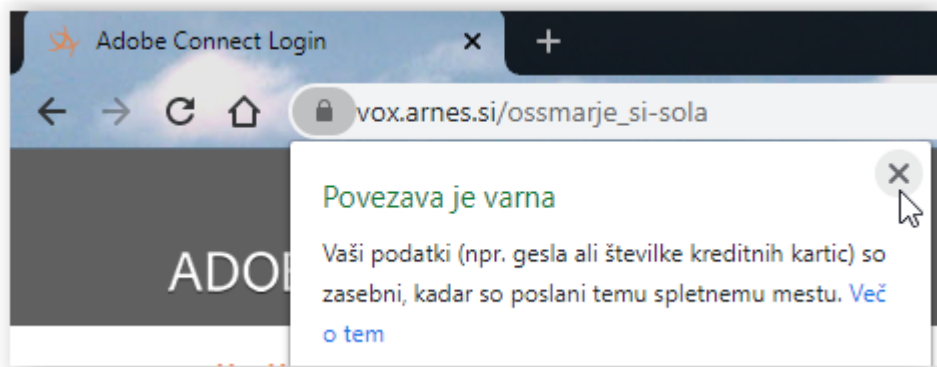 Adobe Connect Login
vox.arnes.si/ossmarje_si-sola
Povezava je varna
ADOB
Vaši podatki (npr. gesla ali številke kreditnih kartic) so
zasebni, kadar so poslani temu spletnemu mestu. Več
o tem